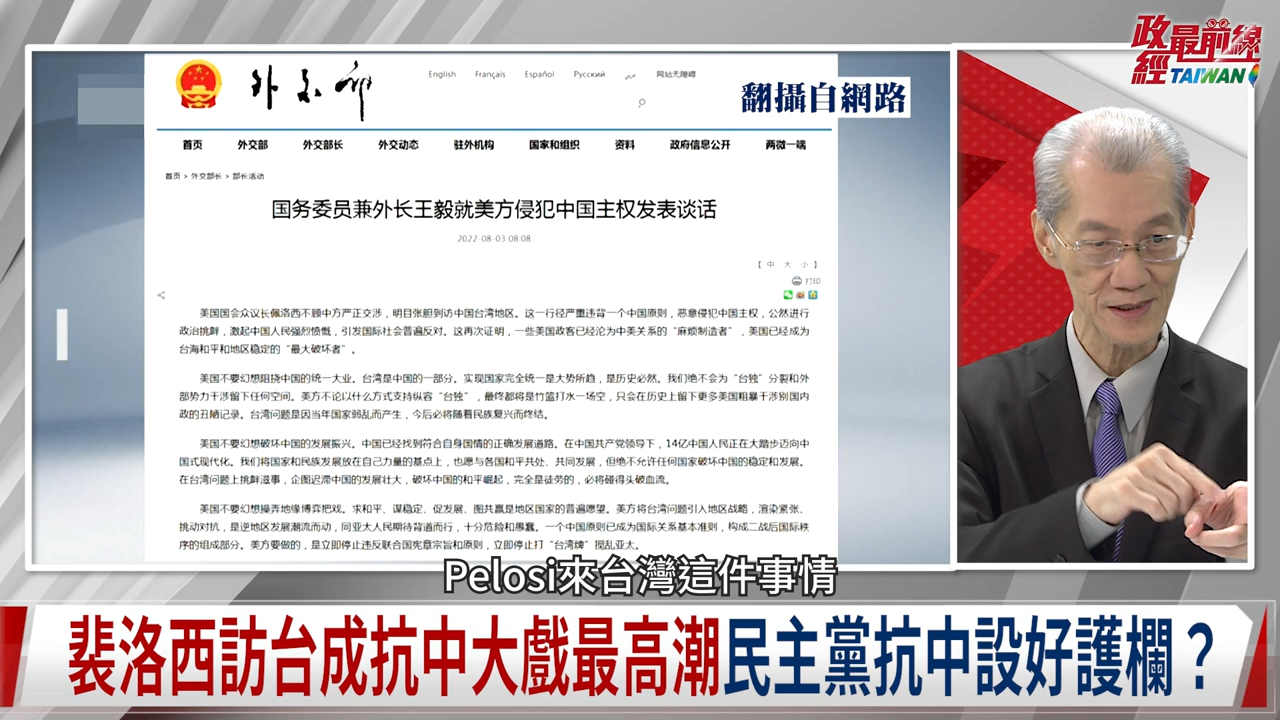 政最前線
經 TAIWAN
外交部
English Français Español Русский عربي 网站无障碍
翻攝自網路
首页 外交部 外交部长 外交动态 驻外机构 国家和组织 资料 政府信息公开 两微一端
首页 > 外交部长 > 部长活动
国务委员兼外长王毅就美方侵犯中国主权发表谈话
2022-08-03 08:08
【 中 大 小 】
打印
美国国会众议长佩洛西不顾中方严正交涉，明目张胆到访中国台湾地区。这一行径严重违背一个中国原则，恶意侵犯中国主权，公然进行
政治挑衅，激起中国人民强烈愤慨，引发国际社会普遍反对。这再次证明，一些美国政客已经沦为中美关系的“麻烦制造者”，美国已经成为
台海和平和地区稳定的“最大破坏者”。
美国不要幻想阻挠中国的统一大业。台湾是中国的一部分。实现国家完全统一是大势所趋，是历史必然。我们绝不会为“台独”分裂和外
部势力干涉留下任何空间。美方不论以什么方式支持纵容“台独”，最终都将是竹篮打水一场空，只会在历史上留下更多美国粗暴干涉别国内
政的丑陋记录。台湾问题是因当年国家弱乱而产生，今后必将随着民族复兴而终结。
美国不要幻想破坏中国的发展振兴。中国已经找到符合自身国情的正确发展道路。在中国共产党领导下，14亿中国人民正在大踏步迈向中
国式现代化。我们将国家和民族发展放在自己力量的基点上，也愿与各国和平共处、共同发展，但绝不允许任何国家破坏中国的稳定和发展。
在台湾问题上挑衅滋事，企图迟滞中国的发展壮大，破坏中国的和平崛起，完全是徒劳的，必将碰得头破血流。
美国不要幻想操弄地缘博弈把戏。求和平、谋稳定、促发展、图共赢是地区国家的普遍愿望。美方将台湾问题引入地区战略，渲染紧张、
挑动对抗，是逆地区发展潮流而动，同亚太人民期待背道而行，十分危险和愚蠢。一个中国原则已成为国际关系基本准则，构成二战后国际秩
序的组成部分。美方要做的，是立即停止违反联合国宪章宗旨和原则，立即停止打“台湾牌”搅乱亚太。
Pelosi來台灣這件事情
裴洛西訪台成抗中大戲最高潮民主黨抗中設好護欄？